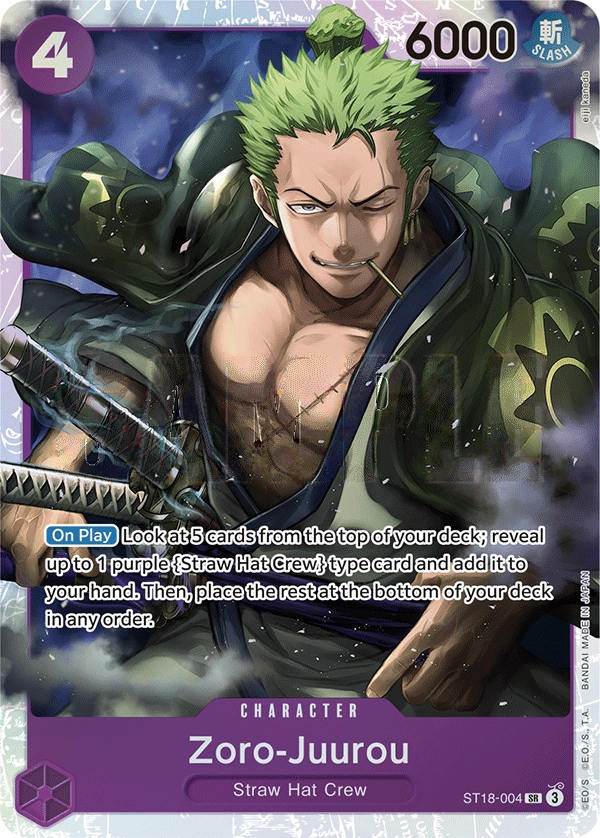 4
6000
斬
SLASH
eiji kaneda
SAMPLE
On Play Look at 5 cards from the top of your deck; reveal
up to 1 purple {Straw Hat Crew} type card and add it to
your hand. Then, place the rest at the bottom of your deck
in any order.
CHARACTER
Zoro-Juurou
Straw Hat Crew
ST18-004 SR 3
©E.O/S ©E.O./S., T.A. BANDAI MADE IN JAPAN